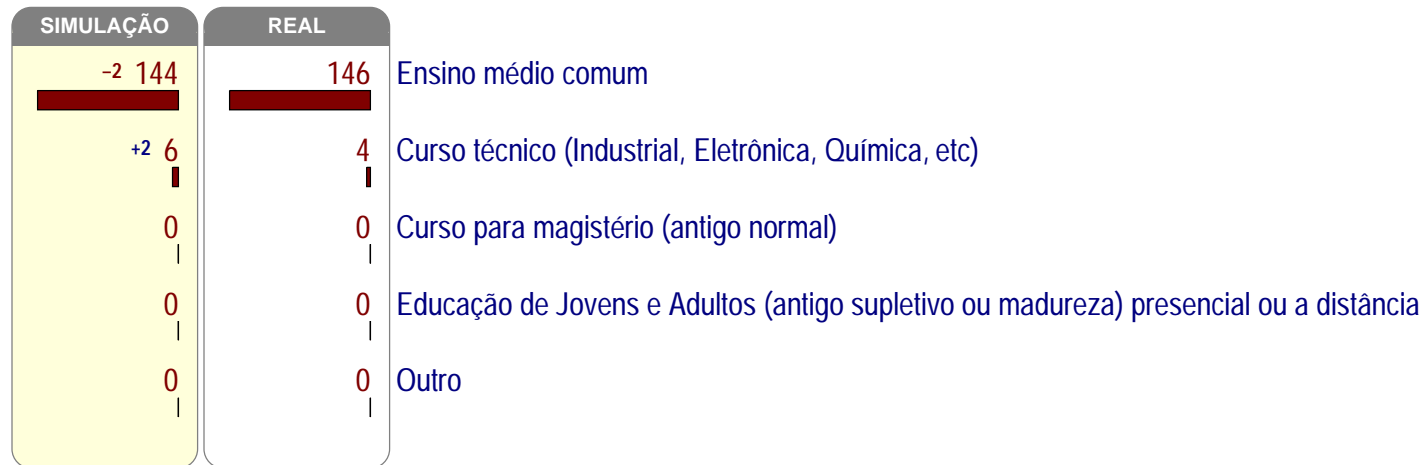 SIMULAÇÃO REAL
−2 144 146 Ensino médio comum
+2 6 4 Curso técnico (Industrial, Eletrônica, Química, etc)
0 0 Curso para magistério (antigo normal)
0 0 Educação de Jovens e Adultos (antigo supletivo ou madureza) presencial ou a distância
0 0 Outro